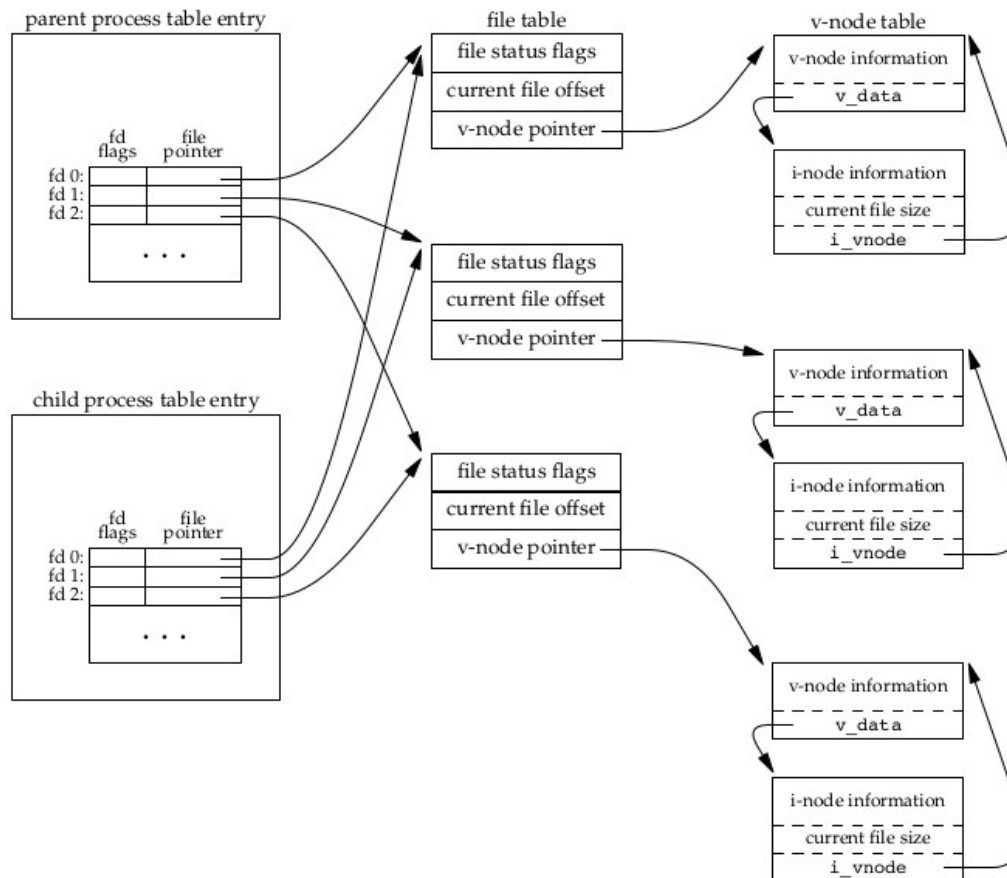 parent process table entry
fd flags
file pointer
fd 0:
fd 1:
fd 2:
. . .
child process table entry
fd flags
file pointer
fd 0:
fd 1:
fd 2:
. . .
file table
file status flags
current file offset
v-node pointer
file status flags
current file offset
v-node pointer
file status flags
current file offset
v-node pointer
v-node table
v-node information
v_data
i-node information
current file size
i_vnode
v-node information
v_data
i-node information
current file size
i_vnode
v-node information
v_data
i-node information
current file size
i_vnode